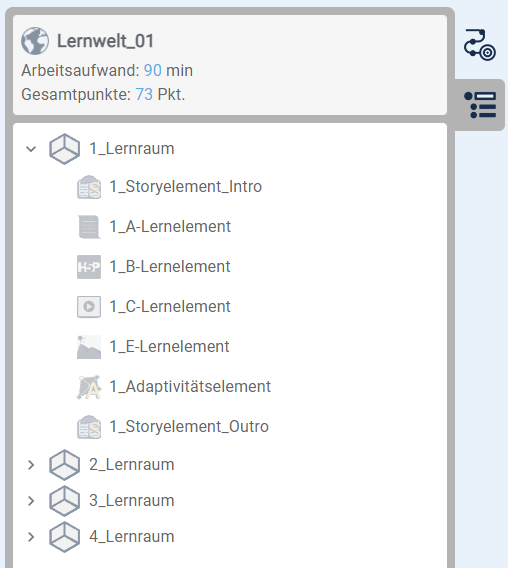 Lernwelt_01
Arbeitsaufwand: 90 min
Gesamtpunkte: 73 Pkt.
1_Lernraum
1_Storyelement_Intro
1_A-Lernelement
H5P 1_B-Lernelement
1_C-Lernelement
1_E-Lernelement
A 1_Adaptivitätselement
1_Storyelement_Outro
2_Lernraum
3_Lernraum
4_Lernraum